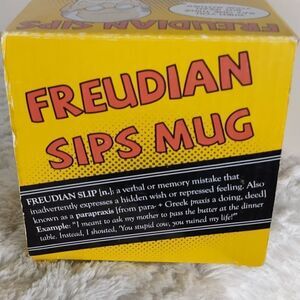 FREUDIAN SIPS
FREUDIAN
SIPS MUG
FREUDIAN SLIP [n.]: a verbal or memory mistake that
inadvertently expresses a hidden wish or repressed feeling. Also
known as a parapraxis [from para- + Greek praxis a doing, deed]
Example: "I meant to ask my mother to pass the butter at the dinner
table. Instead, I shouted, 'You stupid cow, you ruined my life!'"